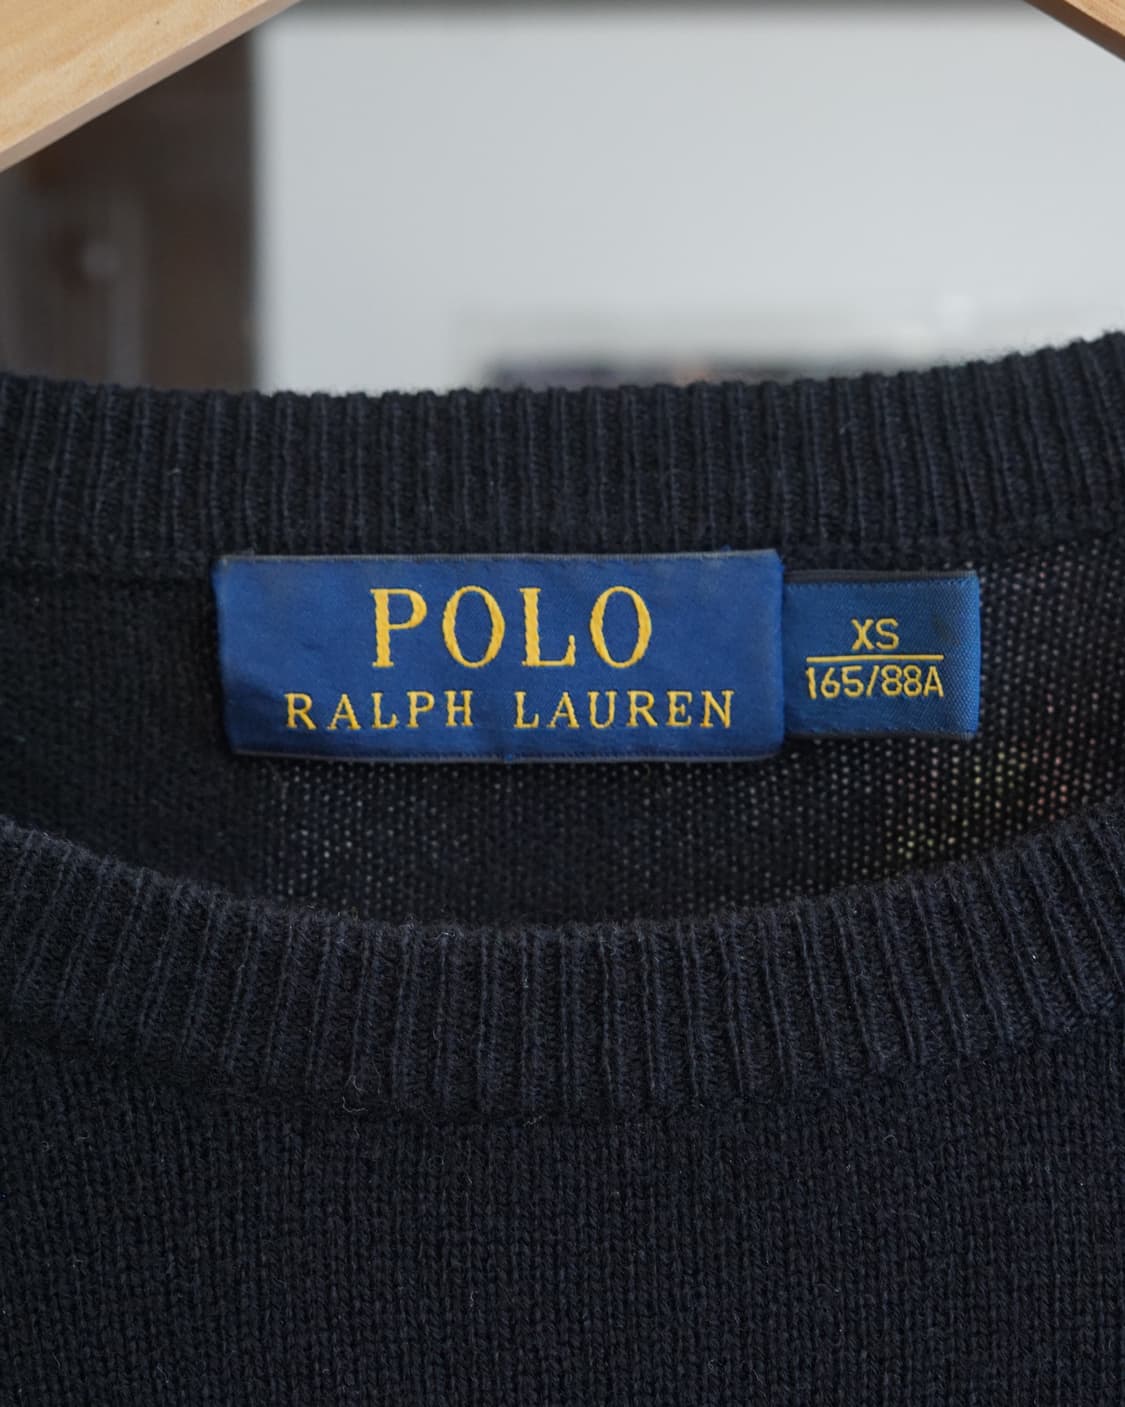 POLO
RALPH LAUREN
XS
165/88A